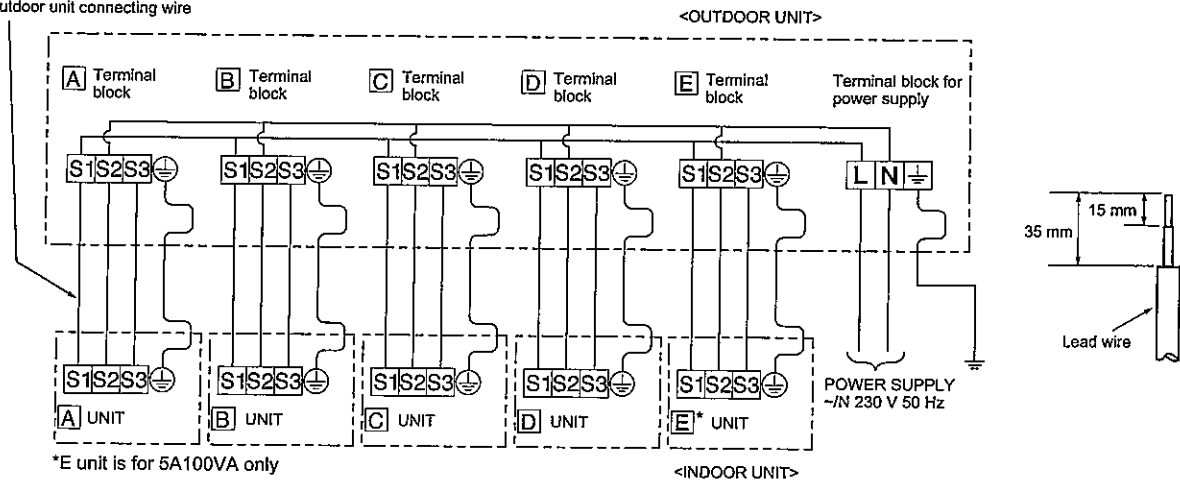 utdoor unit connecting wire
<OUTDOOR UNIT>
A Terminal block
B Terminal block
C Terminal block
D Terminal block
E Terminal block
Terminal block for power supply
S1 S2 S3
S1 S2 S3
S1 S2 S3
S1 S2 S3
S1 S2 S3
L N
15 mm
35 mm
Lead wire
S1 S2 S3
S1 S2 S3
S1 S2 S3
S1 S2 S3
S1 S2 S3
A UNIT
B UNIT
C UNIT
D UNIT
E* UNIT
POWER SUPPLY
~/N 230 V 50 Hz
*E unit is for 5A100VA only
<INDOOR UNIT>